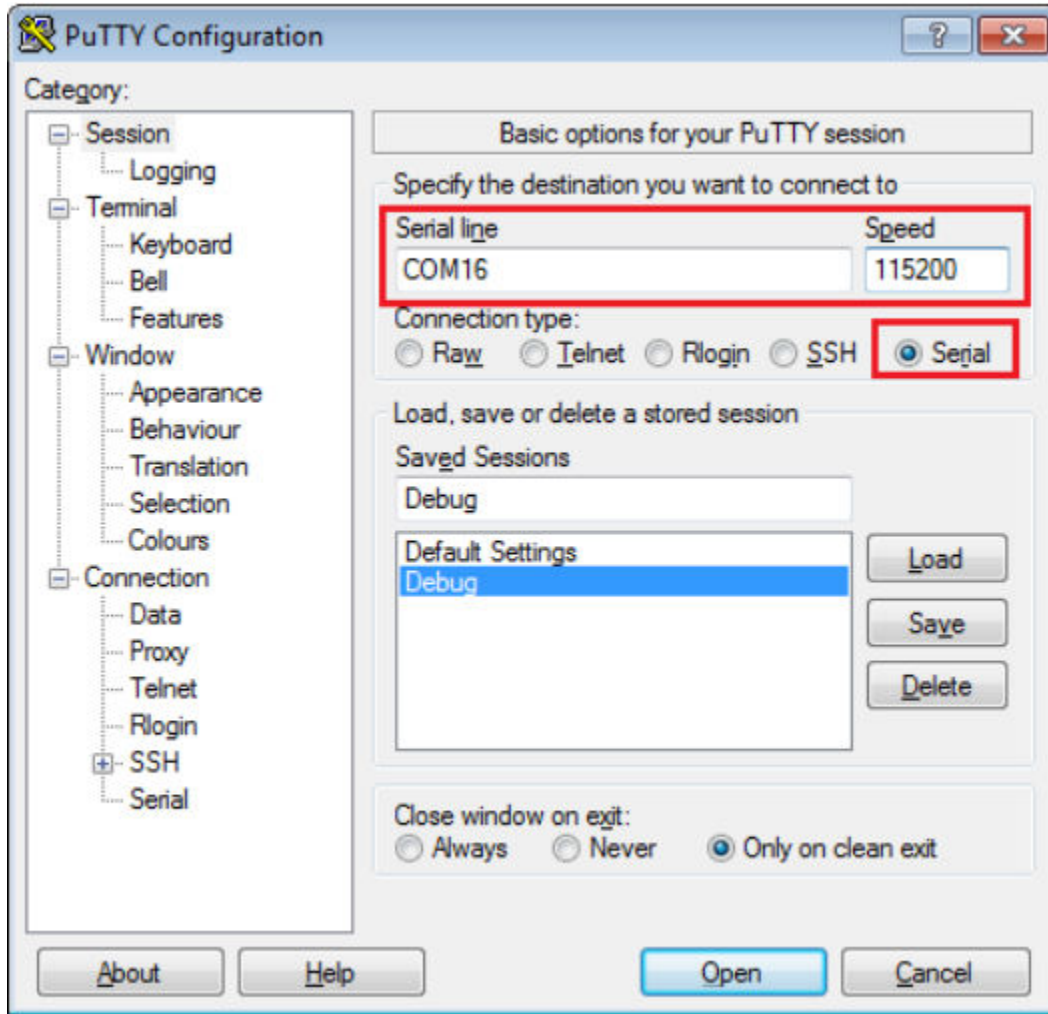 PuTTY Configuration
Category:
Session
Logging
Terminal
Keyboard
Bell
Features
Window
Appearance
Behaviour
Translation
Selection
Colours
Connection
Data
Proxy
Telnet
Rlogin
SSH
Serial
Basic options for your PuTTY session
Specify the destination you want to connect to
Serial line Speed
COM16 115200
Connection type:
Raw Telnet Rlogin SSH Serial
Load, save or delete a stored session
Saved Sessions
Debug
Default Settings
Debug
Load
Save
Delete
Close window on exit:
Always Never Only on clean exit
About Help Open Cancel